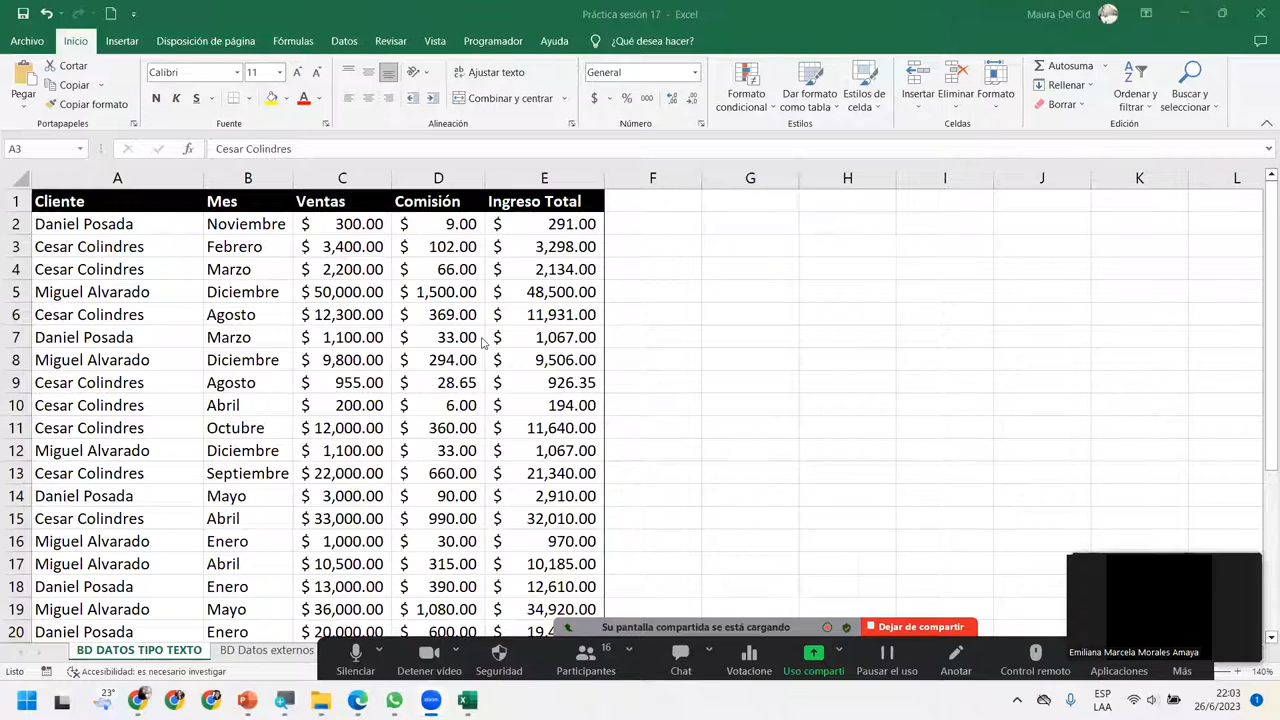 Práctica sesión 17 - Excel
Maura Del Cid
Archivo Inicio Insertar Disposición de página Fórmulas Datos Revisar Vista Programador Ayuda ¿Qué desea hacer?
Pegar
Cortar
Copiar
Copiar formato
Portapapeles
Calibri 11
N K S
Fuente
Ajustar texto
Combinar y centrar
Alineación
General
$ % 000
Número
Formato condicional
Dar formato como tabla
Estilos de celda
Estilos
Insertar Eliminar Formato
Celdas
Autosuma
Rellenar
Borrar
Ordenar y filtrar
Buscar y seleccionar
Edición
A3 fx Cesar Colindres
A B C D E F G H I J K L
1 Cliente Mes Ventas Comisión Ingreso Total
2 Daniel Posada Noviembre $ 300.00 $ 9.00 $ 291.00
3 Cesar Colindres Febrero $ 3,400.00 $ 102.00 $ 3,298.00
4 Cesar Colindres Marzo $ 2,200.00 $ 66.00 $ 2,134.00
5 Miguel Alvarado Diciembre $ 50,000.00 $ 1,500.00 $ 48,500.00
6 Cesar Colindres Agosto $ 12,300.00 $ 369.00 $ 11,931.00
7 Daniel Posada Marzo $ 1,100.00 $ 33.00 $ 1,067.00
8 Miguel Alvarado Diciembre $ 9,800.00 $ 294.00 $ 9,506.00
9 Cesar Colindres Agosto $ 955.00 $ 28.65 $ 926.35
10 Cesar Colindres Abril $ 200.00 $ 6.00 $ 194.00
11 Cesar Colindres Octubre $ 12,000.00 $ 360.00 $ 11,640.00
12 Miguel Alvarado Diciembre $ 1,100.00 $ 33.00 $ 1,067.00
13 Cesar Colindres Septiembre $ 22,000.00 $ 660.00 $ 21,340.00
14 Daniel Posada Mayo $ 3,000.00 $ 90.00 $ 2,910.00
15 Cesar Colindres Abril $ 33,000.00 $ 990.00 $ 32,010.00
16 Miguel Alvarado Enero $ 1,000.00 $ 30.00 $ 970.00
17 Miguel Alvarado Abril $ 10,500.00 $ 315.00 $ 10,185.00
18 Daniel Posada Enero $ 13,000.00 $ 390.00 $ 12,610.00
19 Miguel Alvarado Mayo $ 36,000.00 $ 1,080.00 $ 34,920.00
20 Daniel Posada Enero $ 20,000.00 $ 600.00 $
Su pantalla compartida se está cargando Dejar de compartir
BD DATOS TIPO TEXTO BD Datos externos
16
Silenciar Detener video Seguridad Participantes Chat Votacione Uso comparti Pausar el uso Anotar Control remoto Aplicaciones Más
Emiliana Marcela Morales Amaya
Listo Accesibilidad: es necesario investigar 140%
23°
zoom
ESP
LAA
22:03
26/6/2023
1